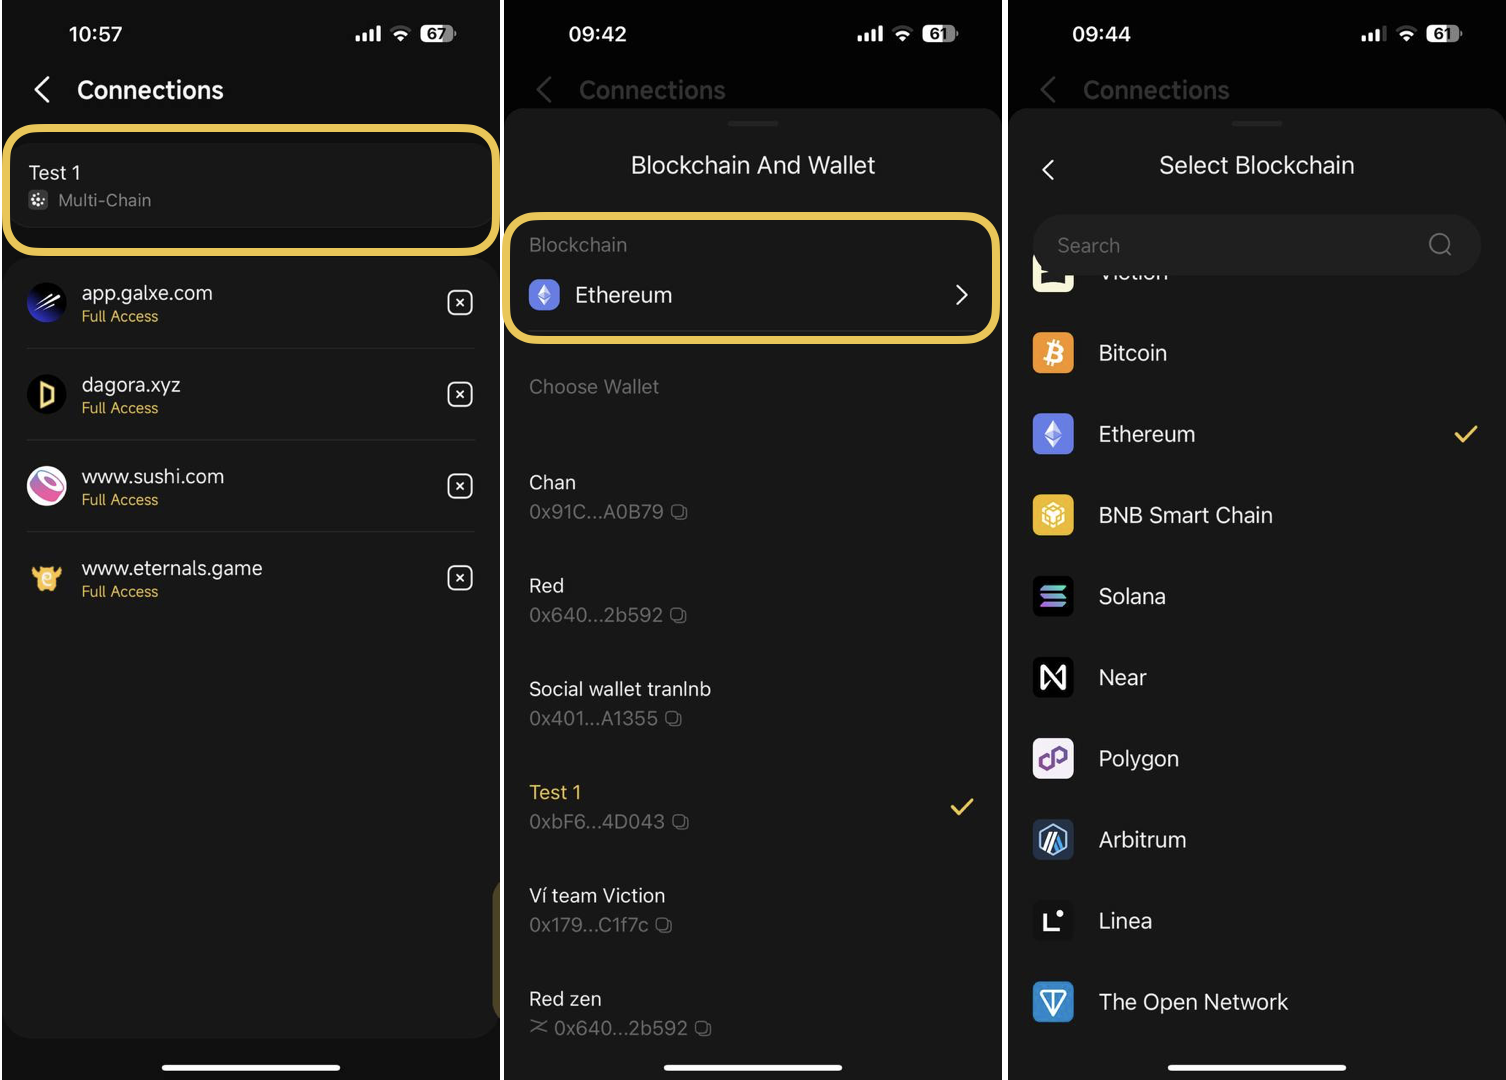 10:57
67
Connections
Test 1
Multi-Chain
app.galxe.com
Full Access
dagora.xyz
Full Access
www.sushi.com
Full Access
www.eternals.game
Full Access
09:42
61
Connections
Blockchain And Wallet
Blockchain
Ethereum
Choose Wallet
Chan
0x91C...A0B79
Red
0x640...2b592
Social wallet tranlnb
0x401...A1355
Test 1
0xbF6...4D043
Ví team Viction
0x179...C1f7c
Red zen
0x640...2b592
09:44
61
Connections
Select Blockchain
Search
Viction
Bitcoin
Ethereum
BNB Smart Chain
Solana
Near
Polygon
Arbitrum
Linea
The Open Network